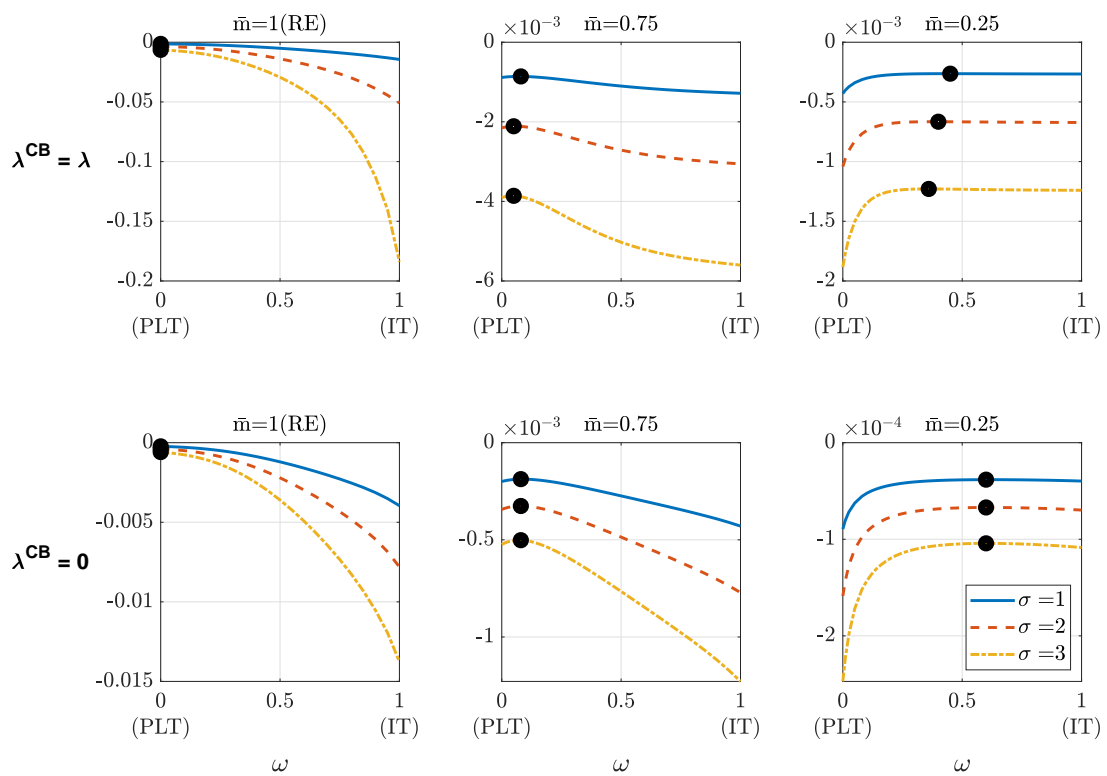 m̄=1(RE)
0
-0.05
-0.1
-0.15
-0.2
0 0.5 1
(PLT) (IT)
×10⁻³ m̄=0.75
0
-2
-4
-6
0 0.5 1
(PLT) (IT)
×10⁻³ m̄=0.25
0
-0.5
-1
-1.5
-2
0 0.5 1
(PLT) (IT)
λ^CB = λ
m̄=1(RE)
0
-0.005
-0.01
-0.015
0 0.5 1
(PLT) (IT)
ω
×10⁻³ m̄=0.75
0
-0.5
-1
0 0.5 1
(PLT) (IT)
ω
×10⁻⁴ m̄=0.25
0
-1
-2
0 0.5 1
(PLT) (IT)
ω
λ^CB = 0
σ =1
σ =2
σ =3